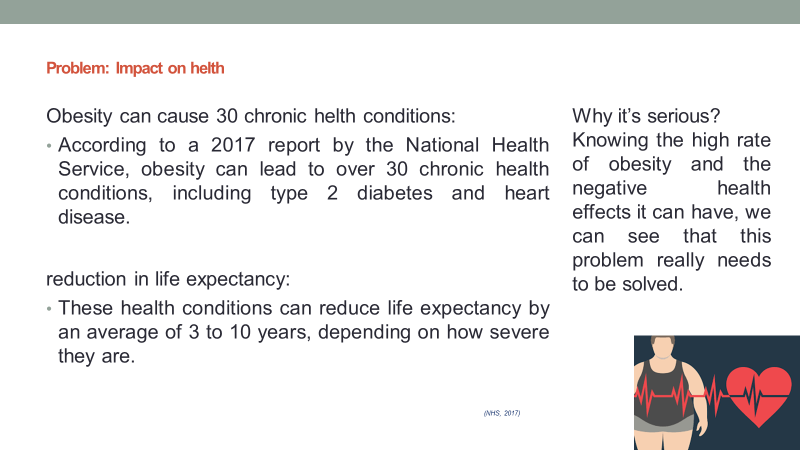 Problem: Impact on helth
Obesity can cause 30 chronic helth conditions:
• According to a 2017 report by the National Health
Service, obesity can lead to over 30 chronic health
conditions, including type 2 diabetes and heart
disease.
reduction in life expectancy:
• These health conditions can reduce life expectancy by
an average of 3 to 10 years, depending on how severe
they are.
(NHS, 2017)
Why it’s serious?
Knowing the high rate
of obesity and the
negative health
effects it can have, we
can see that this
problem really needs
to be solved.